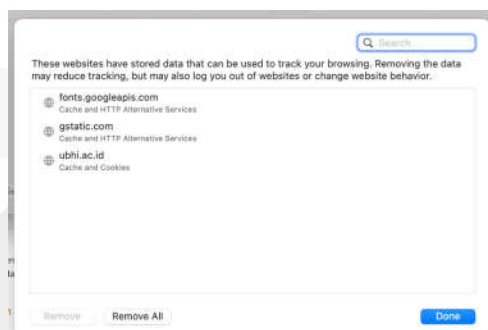 Search
These websites have stored data that can be used to track your browsing. Removing the data
may reduce tracking, but may also log you out of websites or change website behavior.
fonts.googleapis.com
Cache and HTTP Alternative Services
gstatic.com
Cache and HTTP Alternative Services
ubhi.ac.id
Cache and Cookies
Remove
Remove All
Done